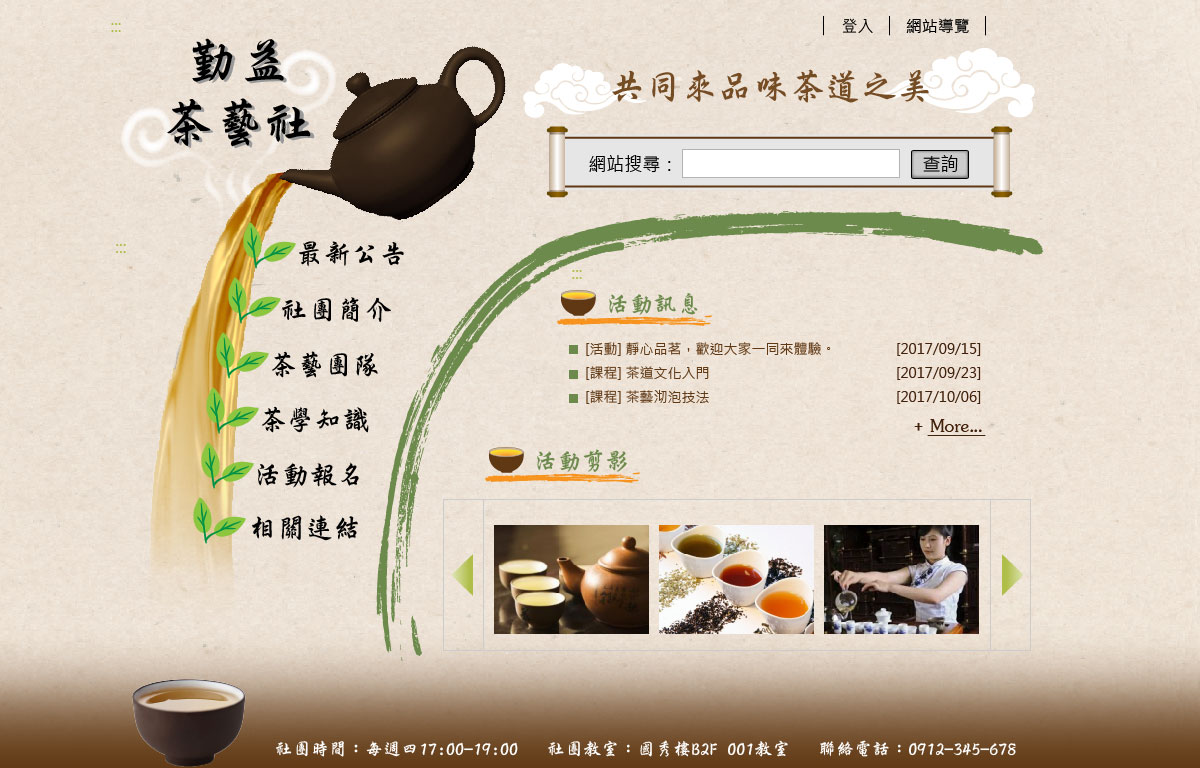 :::
登入
網站導覽
勤益
茶藝社
共同來品味茶道之美
網站搜尋：
查詢
:::
最新公告
社團簡介
茶藝團隊
茶學知識
活動報名
相關連結
:::
活動訊息
[活動] 靜心品茗，歡迎大家一同來體驗。 [2017/09/15]
[課程] 茶道文化入門 [2017/09/23]
[課程] 茶藝沏泡技法 [2017/10/06]
+ More...
活動剪影
社團時間：每週四17:00-19:00 社團教室：國秀樓B2F 001教室 聯絡電話：0912-345-678